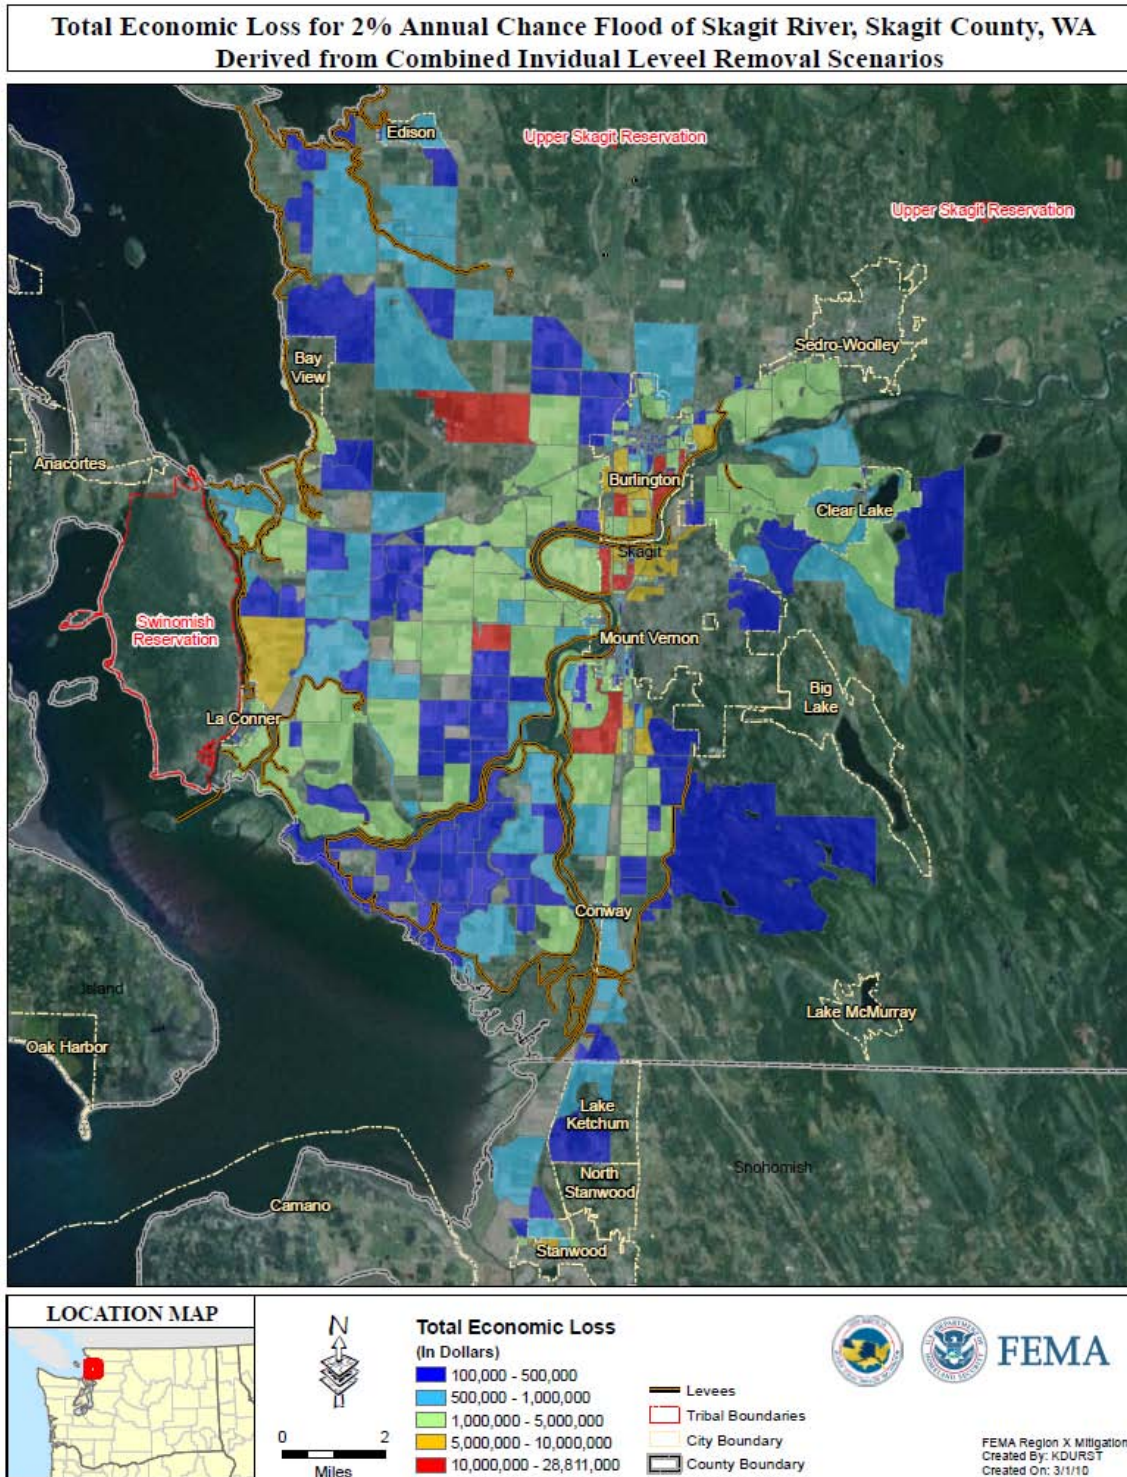 Total Economic Loss for 2% Annual Chance Flood of Skagit River, Skagit County, WA
Derived from Combined Invidual Leveel Removal Scenarios
Edison
Upper Skagit Reservation
Upper Skagit Reservation
Sedro-Woolley
Bay
View
Anacortes
Burlington
Clear Lake
Skagit
Swinomish
Reservation
Mount Vernon
Big
Lake
La Conner
Conway
Island
Lake McMurray
Oak Harbor
Lake
Ketchum
Snohomish
North
Stanwood
Camano
Stanwood
LOCATION MAP
N
0 2
Miles
Total Economic Loss
(In Dollars)
100,000 - 500,000
500,000 - 1,000,000
1,000,000 - 5,000,000
5,000,000 - 10,000,000
10,000,000 - 28,811,000
Levees
Tribal Boundaries
City Boundary
County Boundary
FEMA
FEMA Region X Mitigation
Created By: KDURST
Created On: 3/1/10